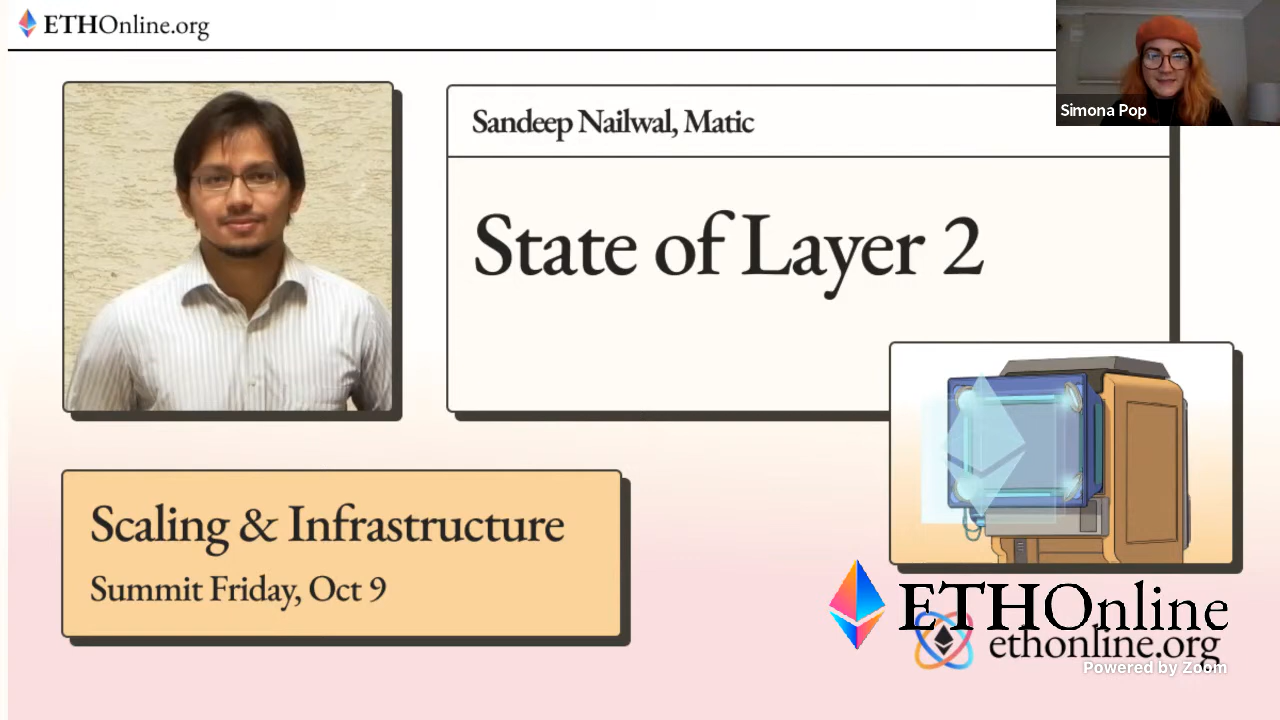 ETHOnline.org
Simona Pop
Sandeep Nailwal, Matic
State of Layer 2
Scaling & Infrastructure
Summit Friday, Oct 9
ETHOnline
ethonline.org
Powered by Zoom